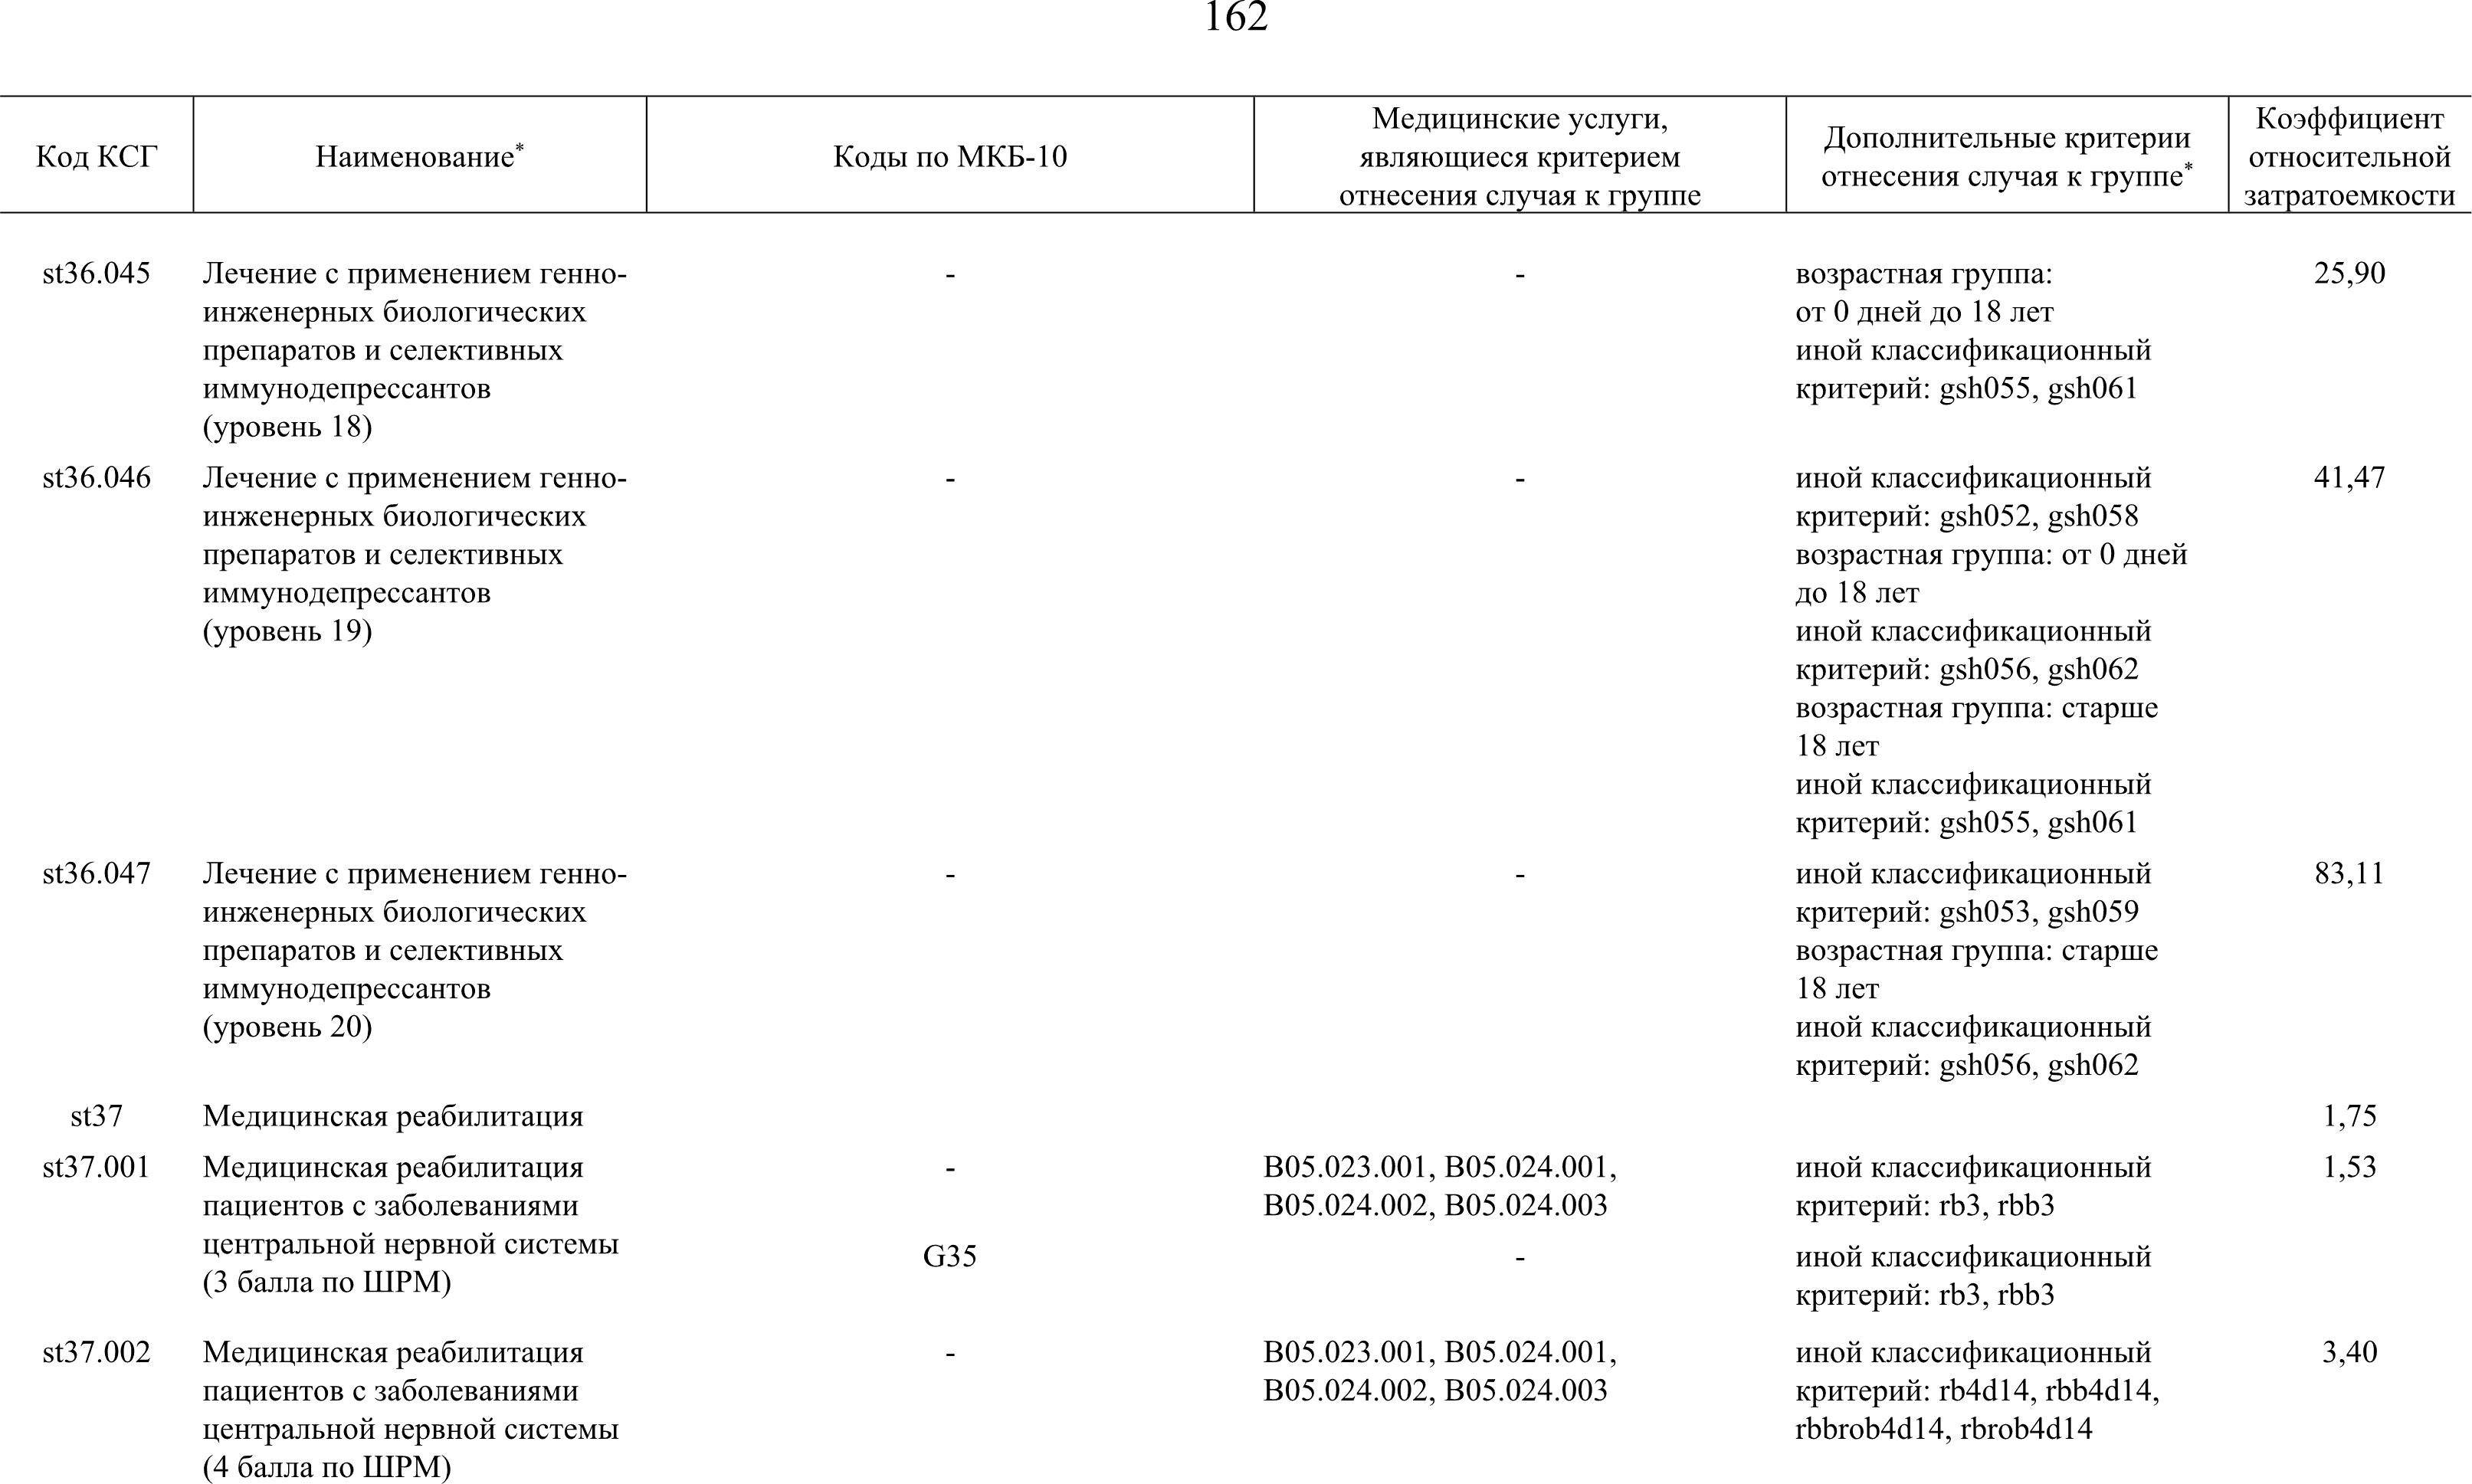 162
Код КСГ
Наименование*
Коды по МКБ-10
Медицинские услуги,
являющиеся критерием
отнесения случая к группе
Дополнительные критерии
отнесения случая к группе*
Коэффициент
относительной
затратоемкости
st36.045
Лечение с применением генно-
инженерных биологических
препаратов и селективных
иммунодепрессантов
(уровень 18)
-
-
возрастная группа:
от 0 дней до 18 лет
иной классификационный
критерий: gsh055, gsh061
25,90
st36.046
Лечение с применением генно-
инженерных биологических
препаратов и селективных
иммунодепрессантов
(уровень 19)
-
-
иной классификационный
критерий: gsh052, gsh058
возрастная группа: от 0 дней
до 18 лет
иной классификационный
критерий: gsh056, gsh062
возрастная группа: старше
18 лет
иной классификационный
критерий: gsh055, gsh061
41,47
st36.047
Лечение с применением генно-
инженерных биологических
препаратов и селективных
иммунодепрессантов
(уровень 20)
-
-
иной классификационный
критерий: gsh053, gsh059
возрастная группа: старше
18 лет
иной классификационный
критерий: gsh056, gsh062
83,11
st37
Медицинская реабилитация
1,75
st37.001
Медицинская реабилитация
пациентов с заболеваниями
центральной нервной системы
(3 балла по ШРМ)
-
B05.023.001, B05.024.001,
B05.024.002, B05.024.003
иной классификационный
критерий: rb3, rbb3
1,53
G35
-
иной классификационный
критерий: rb3, rbb3
st37.002
Медицинская реабилитация
пациентов с заболеваниями
центральной нервной системы
(4 балла по ШРМ)
-
B05.023.001, B05.024.001,
B05.024.002, B05.024.003
иной классификационный
критерий: rb4d14, rbb4d14,
rbbrob4d14, rbrob4d14
3,40